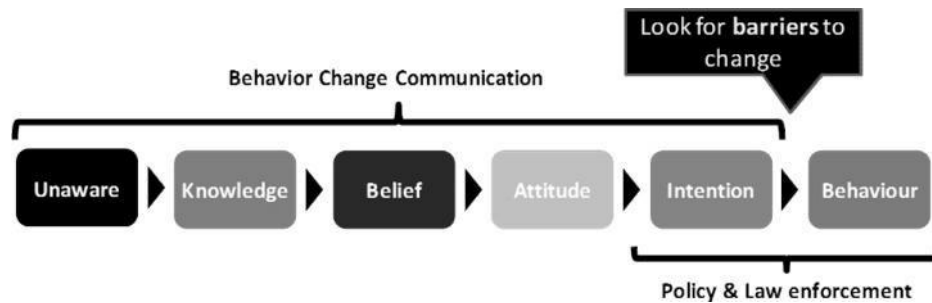 Look for barriers to
change
Behavior Change Communication
Unaware
Knowledge
Belief
Attitude
Intention
Behaviour
Policy & Law enforcement